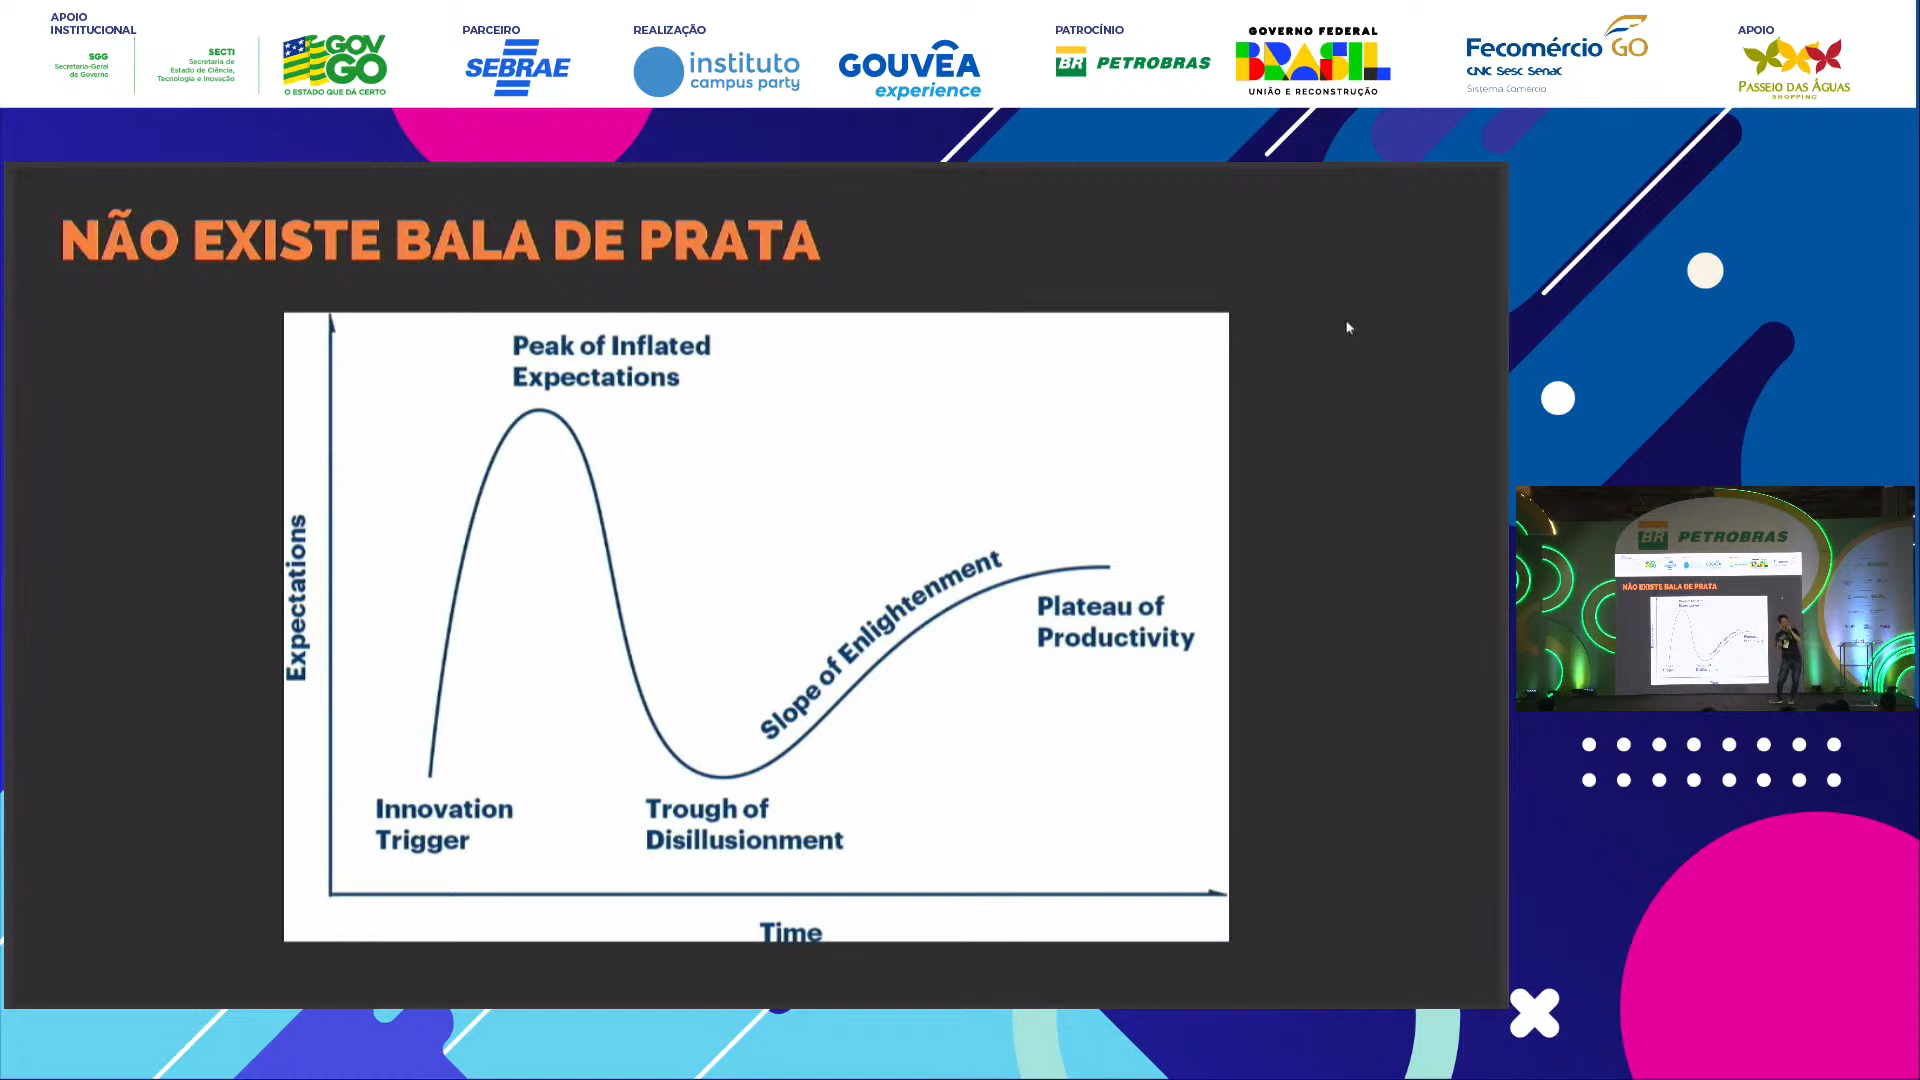 APOIO
INSTITUCIONAL
SGG
Secretaria-Geral
de Governo
SECTI
Secretaria de
Estado de Ciência,
Tecnologia e Inovação
GOV
GO
O ESTADO QUE DÁ CERTO
PARCEIRO
SEBRAE
REALIZAÇÃO
instituto
campus party
GOUVÊA
experience
PATROCÍNIO
BR PETROBRAS
GOVERNO FEDERAL
BRASIL
UNIÃO E RECONSTRUÇÃO
Fecomércio GO
CNC Sesc Senac
Sistema Comércio
APOIO
PASSEIO DAS ÁGUAS
SHOPPING
NÃO EXISTE BALA DE PRATA
Peak of Inflated
Expectations
Expectations
Slope of Enlightenment
Plateau of
Productivity
Innovation
Trigger
Trough of
Disillusionment
Time
BR PETROBRAS
NÃO EXISTE BALA DE PRATA